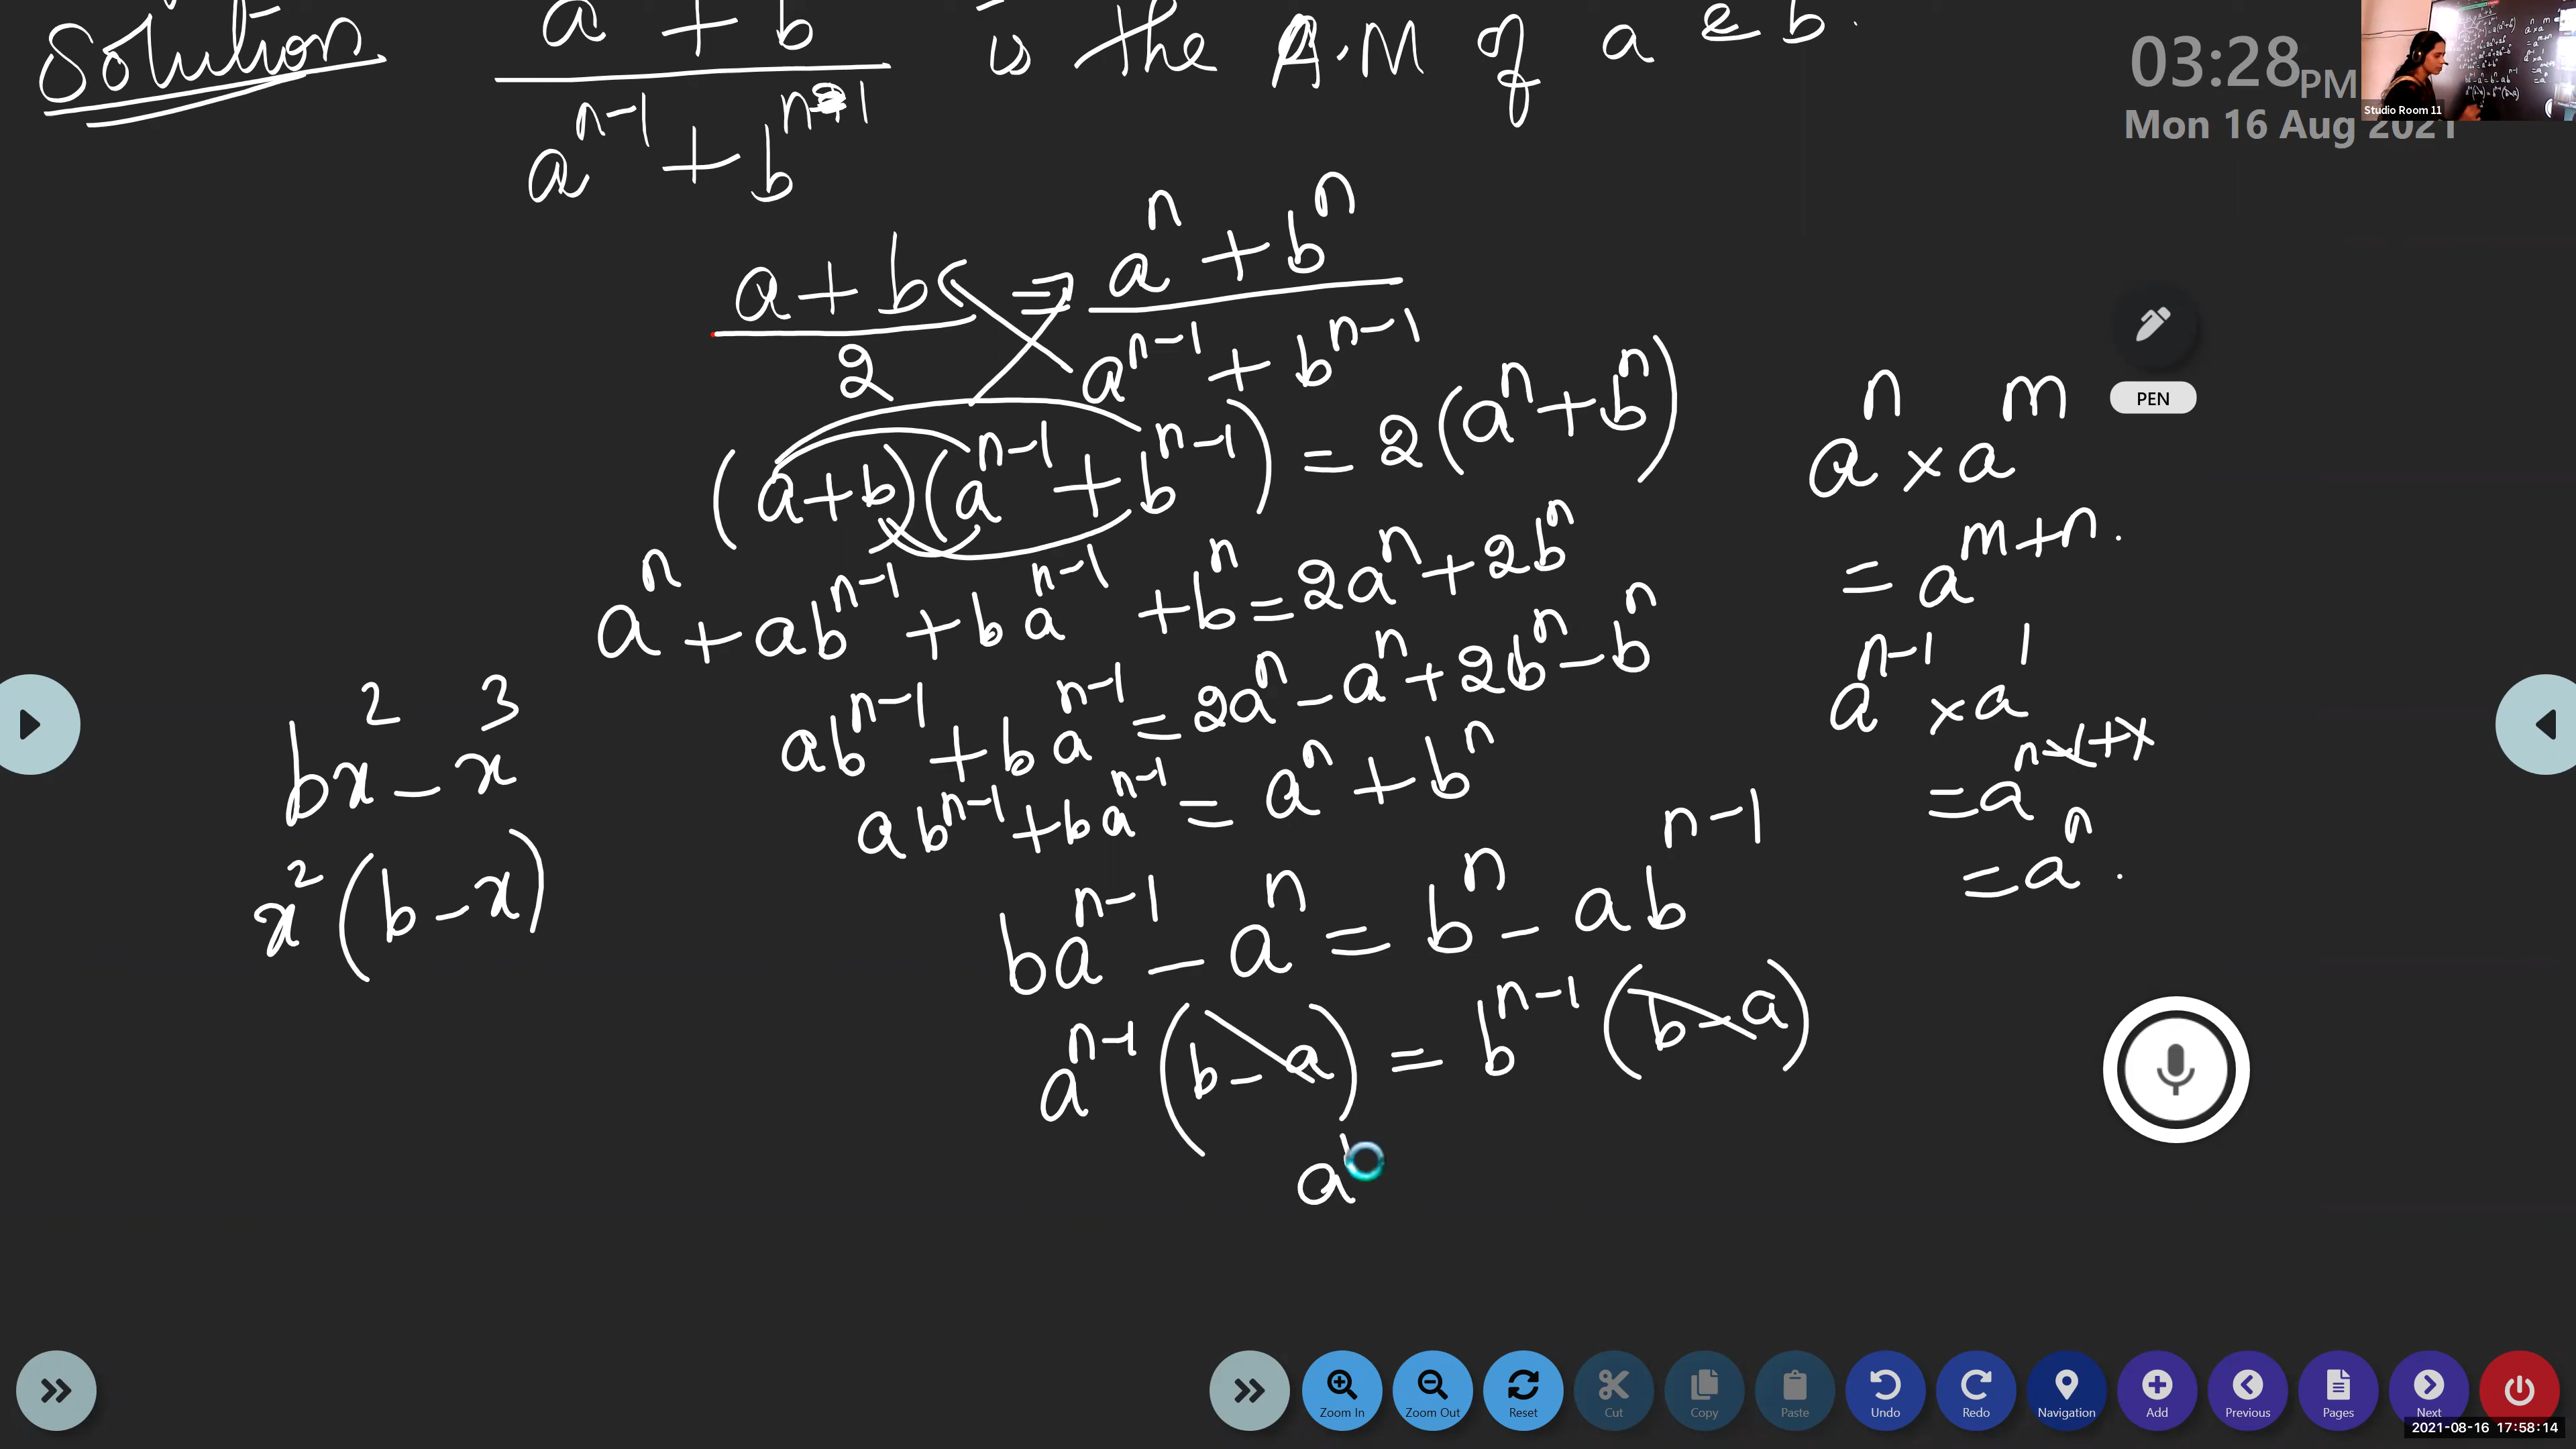 Solution a + b is the A.M of a & b.
a^(n-1) + b^(n-1)
(a + b)/2 = (a^n + b^n)/(a^(n-1) + b^(n-1))
(a+b)(a^(n-1) + b^(n-1)) = 2(a^n + b^n)
a^n + ab^(n-1) + ba^(n-1) + b^n = 2a^n + 2b^n
ab^(n-1) + ba^(n-1) = 2a^n - a^n + 2b^n - b^n
ab^(n-1) + ba^(n-1) = a^n + b^n
ba^(n-1) - a^n = b^n - ab^(n-1)
a^(n-1) (b - a) = b^(n-1) (b - a)
a
bx^2 - x^3
x^2 (b - x)
a^n × a^m
= a^(m+n).
a^(n-1) × a^1
= a^(n-1+1)
= a^n.
03:28 PM
Mon 16 Aug 2021
Studio Room 11
PEN
Zoom In
Zoom Out
Reset
Cut
Copy
Paste
Undo
Redo
Navigation
Add
Previous
Pages
Next
2021-08-16 17:58:14